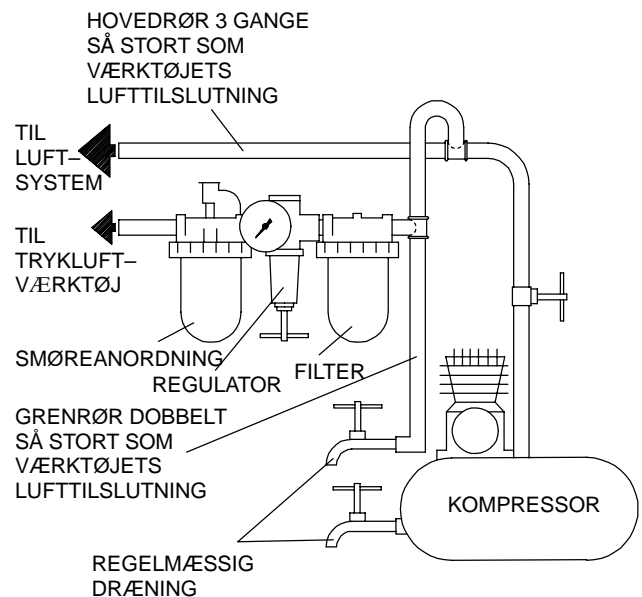 HOVEDRØR 3 GANGE
SÅ STORT SOM
VÆRKTØJETS
LUFTTILSLUTNING
TIL
LUFT–
SYSTEM
TIL
TRYKLUFT–
VÆRKTØJ
SMØREANORDNING
REGULATOR
FILTER
GRENRØR DOBBELT
SÅ STORT SOM
VÆRKTØJETS
LUFTTILSLUTNING
KOMPRESSOR
REGELMÆSSIG
DRÆNING